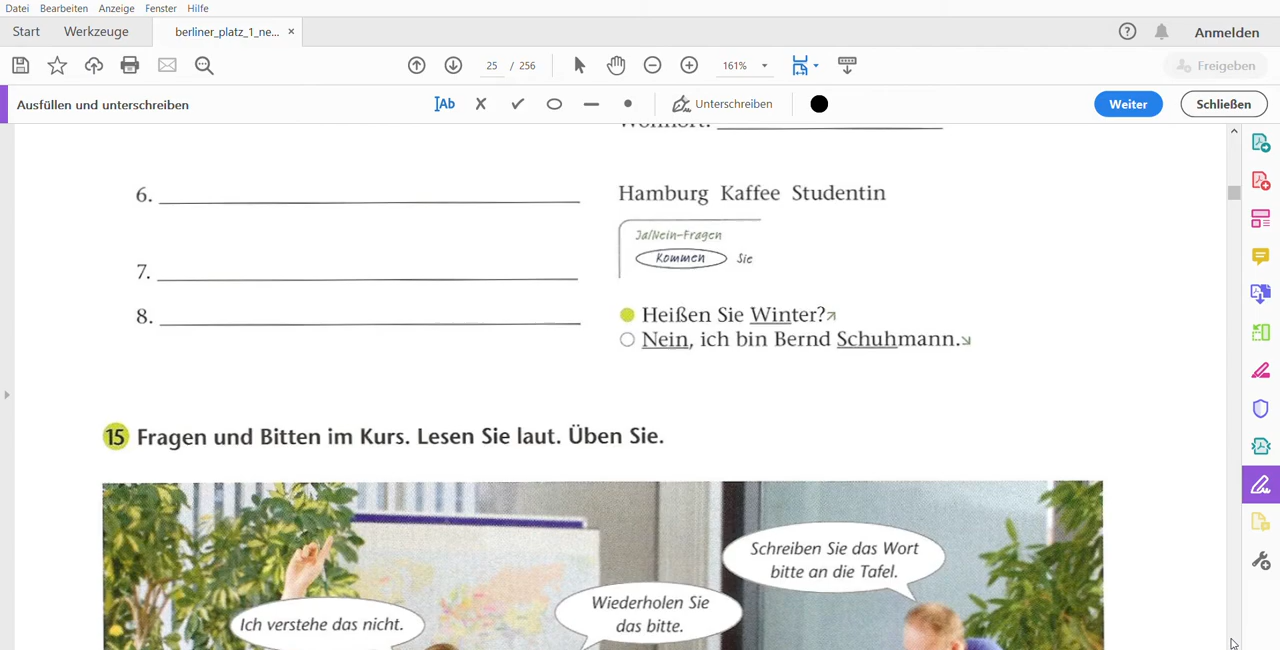 Datei Bearbeiten Anzeige Fenster Hilfe
Start Werkzeuge berliner_platz_1_ne... × Anmelden
25 / 256 161% Freigeben
Ausfüllen und unterschreiben IAb Unterschreiben Weiter Schließen
Wohnort:
6. Hamburg Kaffee Studentin
Ja/Nein-Fragen
7. Kommen Sie
8.
Heißen Sie Winter?↗
Nein, ich bin Bernd Schuhmann.↘
15 Fragen und Bitten im Kurs. Lesen Sie laut. Üben Sie.
Schreiben Sie das Wort
bitte an die Tafel.
Wiederholen Sie
das bitte.
Ich verstehe das nicht.